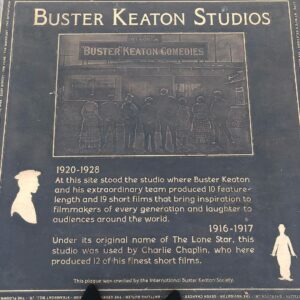 BUSTER KEATON STUDIOS
BUSTER KEATON COMEDIES
1920-1928
At this site stood the studio where Buster Keaton
and his extraordinary team produced 10 feature-
length and 19 short films that bring inspiration to
filmmakers of every generation and laughter to
audiences around the world.
1916-1917
Under its original name of The Lone Star, this
studio was used by Charlie Chaplin, who here
produced 12 of his finest short films.
This plaque was created by the International Buster Keaton Society.